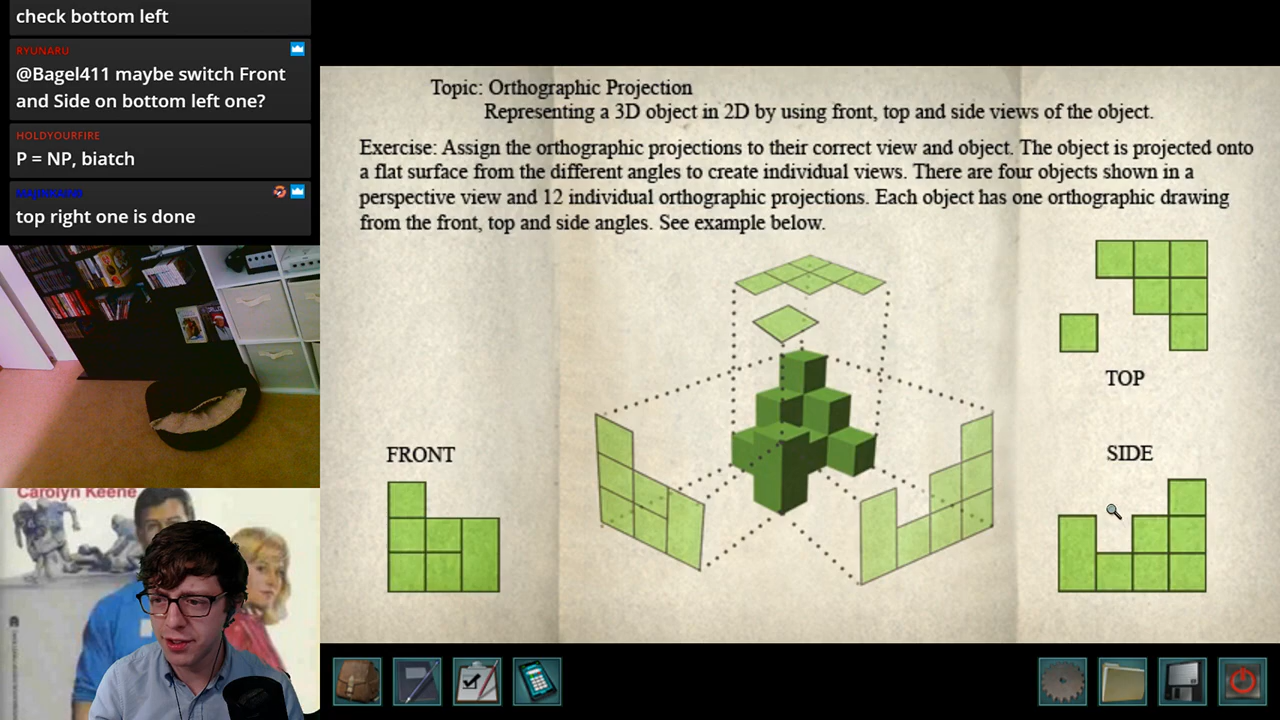 check bottom left
RYUNARU
@Bagel411 maybe switch Front
and Side on bottom left one?
HOLDYOURFIRE
P = NP, biatch
top right one is done
Topic: Orthographic Projection
Representing a 3D object in 2D by using front, top and side views of the object.
Exercise: Assign the orthographic projections to their correct view and object. The object is projected onto
a flat surface from the different angles to create individual views. There are four objects shown in a
perspective view and 12 individual orthographic projections. Each object has one orthographic drawing
from the front, top and side angles. See example below.
TOP
FRONT
SIDE
Carolyn Keene